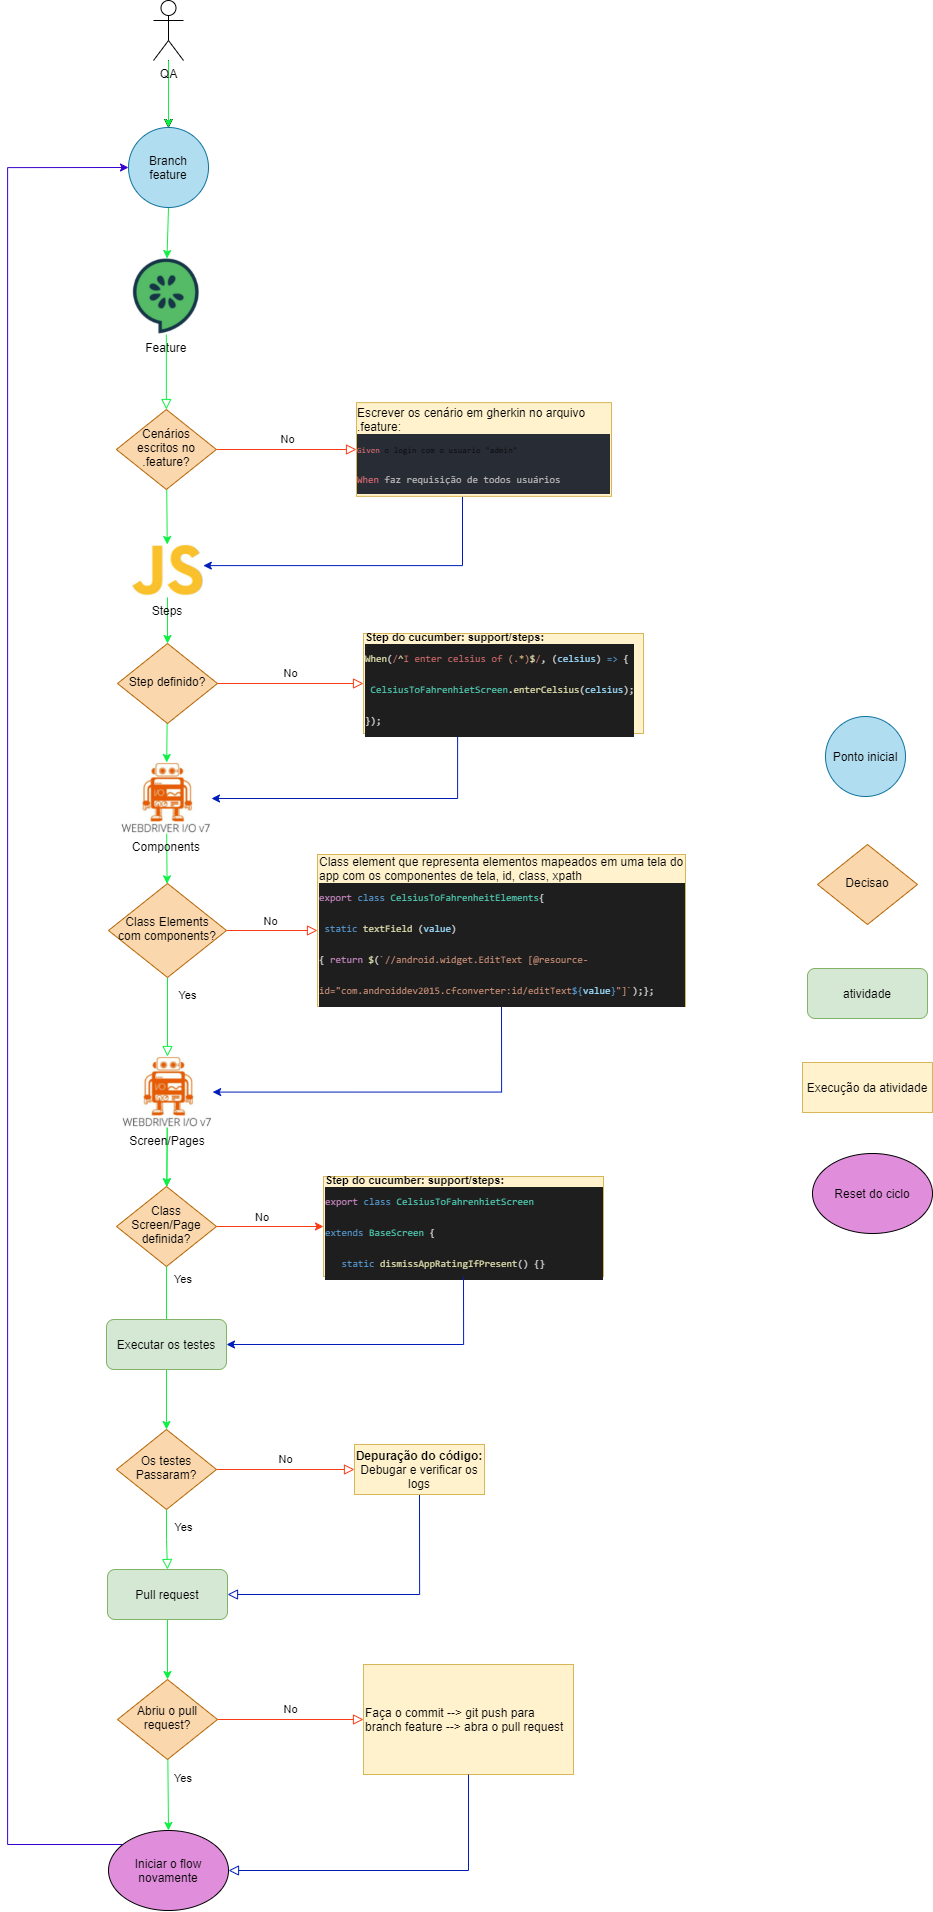 QA
Branch
feature
Feature
Cenários
escritos no
.feature?
No
Escrever os cenário em gherkin no arquivo
.feature:
Given o login com o usuario "admin"
When faz requisição de todos usuários
JS
Steps
Step definido?
No
Step do cucumber: support/steps:
When(/^I enter celsius of (.*)$/, (celsius) => {
CelsiusToFahrenhietScreen.enterCelsius(celsius);
});
Ponto inicial
WEBDRIVER I/O v7
Components
Class Elements
com components?
No
Yes
Class element que representa elementos mapeados em uma tela do
app com os componentes de tela, id, class, xpath
export class CelsiusToFahrenheitElements{
static textField (value)
{ return $(`//android.widget.EditText [@resource-
id="com.androiddev2015.cfconverter:id/editText${value}"]`);};
Decisao
atividade
Execução da atividade
Reset do ciclo
WEBDRIVER I/O v7
Screen/Pages
Class
Screen/Page
definida?
No
Yes
Step do cucumber: support/steps:
export class CelsiusToFahrenhietScreen
extends BaseScreen {
static dismissAppRatingIfPresent() {}
Executar os testes
Os testes
Passaram?
No
Yes
Depuração do código:
Debugar e verificar os
logs
Pull request
Abriu o pull
request?
No
Yes
Faça o commit --> git push para
branch feature --> abra o pull request
Iniciar o flow
novamente